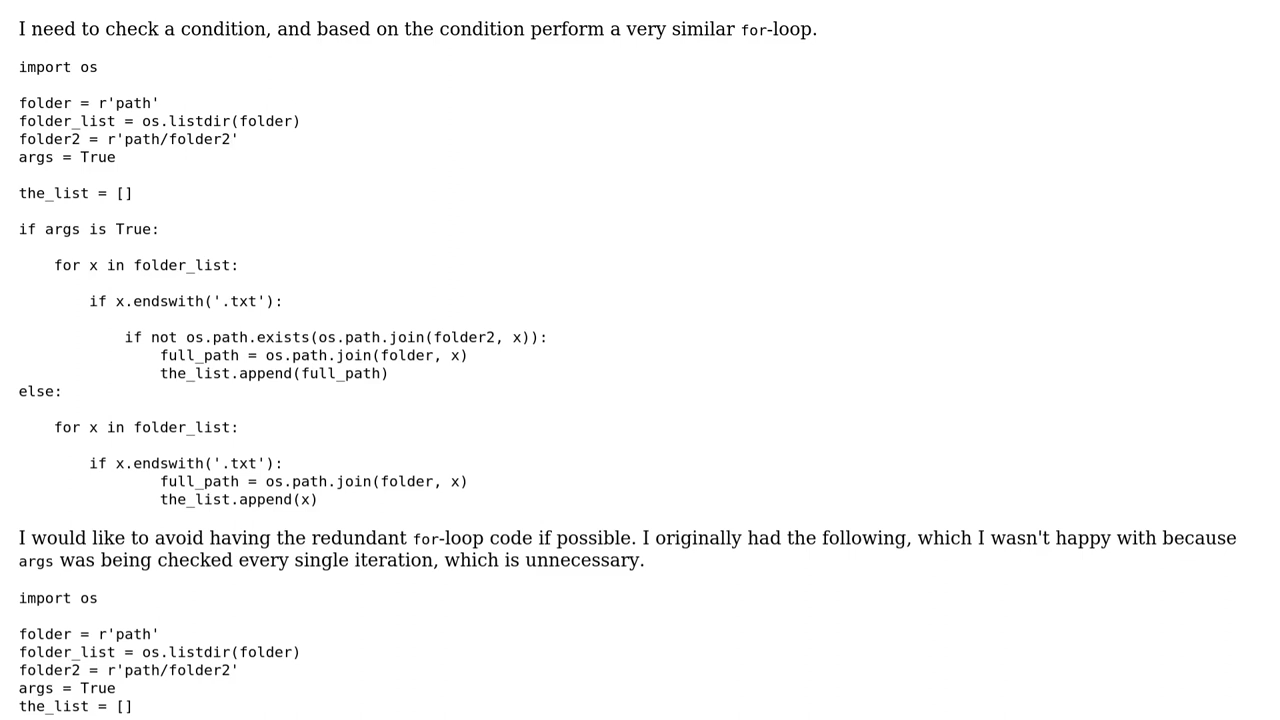 I need to check a condition, and based on the condition perform a very similar for-loop.
import os
folder = r'path'
folder_list = os.listdir(folder)
folder2 = r'path/folder2'
args = True
the_list = []
if args is True:
    for x in folder_list:
        if x.endswith('.txt'):
            if not os.path.exists(os.path.join(folder2, x)):
                full_path = os.path.join(folder, x)
                the_list.append(full_path)
else:
    for x in folder_list:
        if x.endswith('.txt'):
                full_path = os.path.join(folder, x)
                the_list.append(x)
I would like to avoid having the redundant for-loop code if possible. I originally had the following, which I wasn't happy with because
args was being checked every single iteration, which is unnecessary.
import os
folder = r'path'
folder_list = os.listdir(folder)
folder2 = r'path/folder2'
args = True
the_list = []